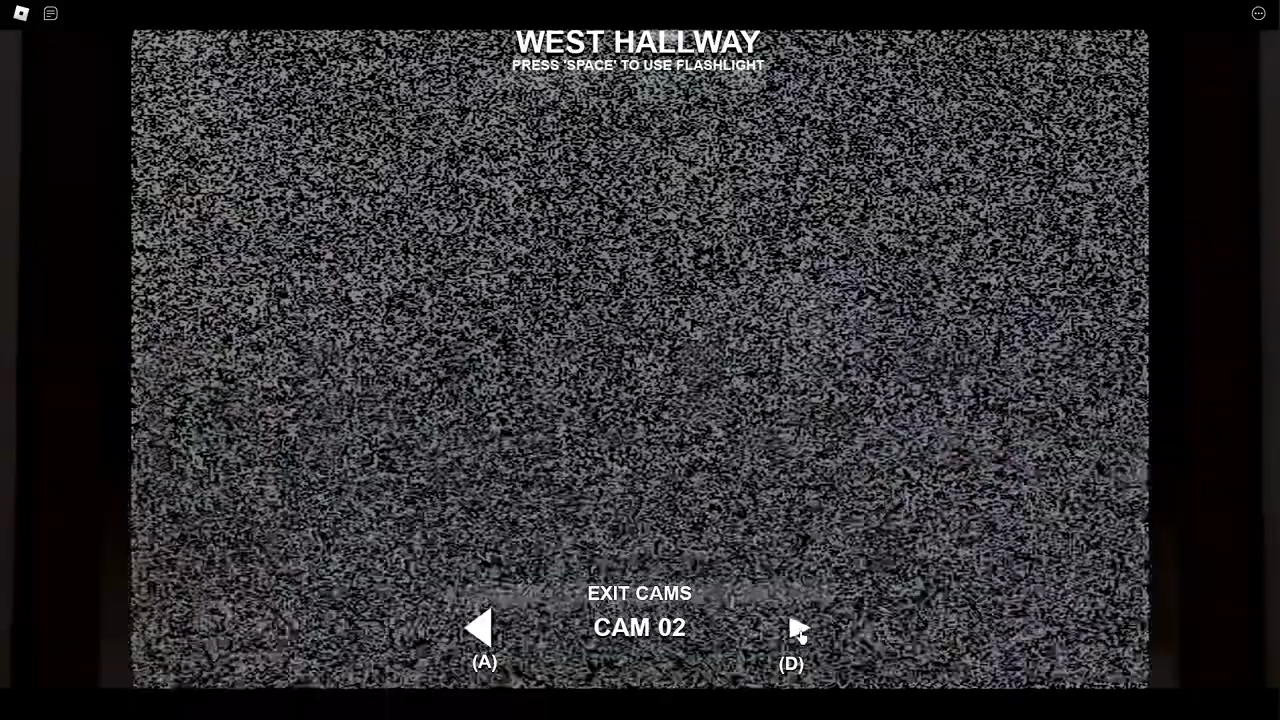 WEST HALLWAY
PRESS 'SPACE' TO USE FLASHLIGHT
EXIT CAMS
CAM 02
(A)
(D)